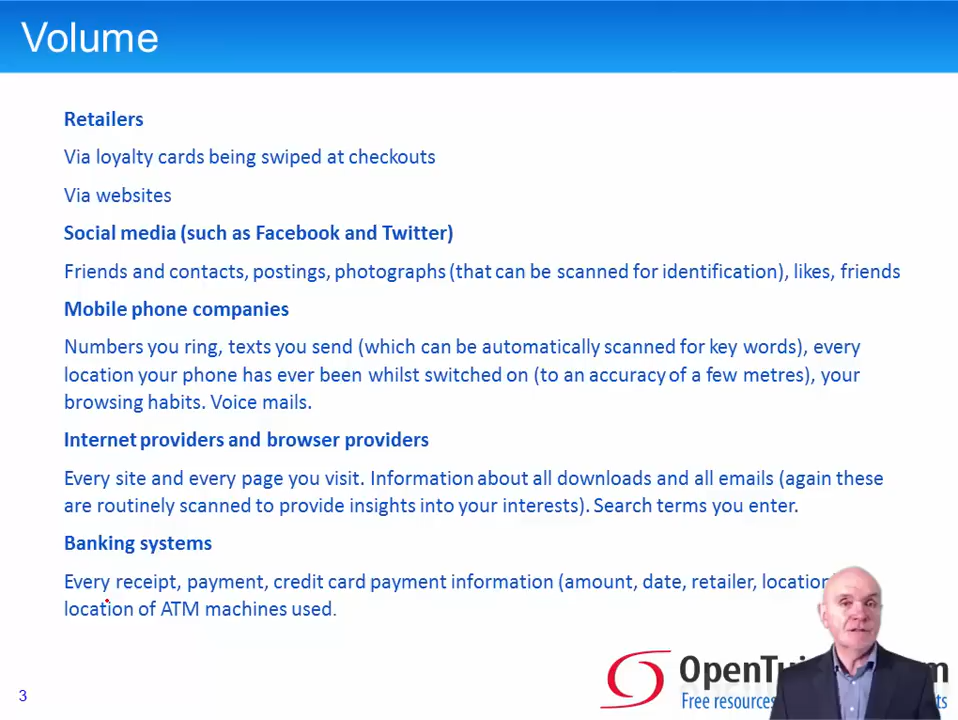 Volume
Retailers
Via loyalty cards being swiped at checkouts
Via websites
Social media (such as Facebook and Twitter)
Friends and contacts, postings, photographs (that can be scanned for identification), likes, friends
Mobile phone companies
Numbers you ring, texts you send (which can be automatically scanned for key words), every
location your phone has ever been whilst switched on (to an accuracy of a few metres), your
browsing habits. Voice mails.
Internet providers and browser providers
Every site and every page you visit. Information about all downloads and all emails (again these
are routinely scanned to provide insights into your interests). Search terms you enter.
Banking systems
Every receipt, payment, credit card payment information (amount, date, retailer, location
location of ATM machines used.
Free resources
3